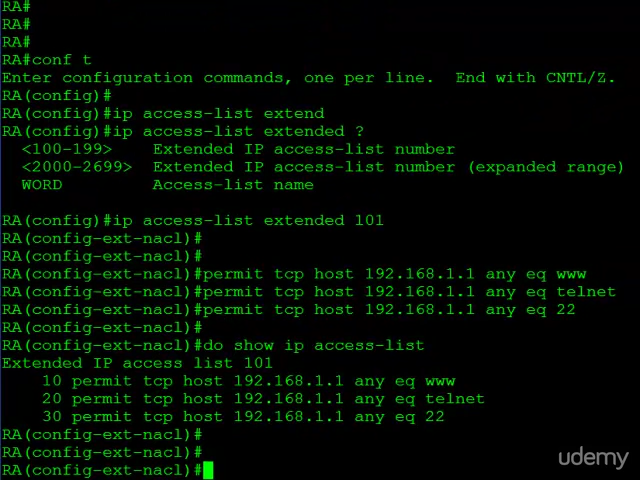 RA#
RA#
RA#
RA#conf t
Enter configuration commands, one per line.  End with CNTL/Z.
RA(config)#
RA(config)#ip access-list extend
RA(config)#ip access-list extended ?
  <100-199>    Extended IP access-list number
  <2000-2699>  Extended IP access-list number (expanded range)
  WORD         Access-list name

RA(config)#ip access-list extended 101
RA(config-ext-nacl)#
RA(config-ext-nacl)#
RA(config-ext-nacl)#permit tcp host 192.168.1.1 any eq www
RA(config-ext-nacl)#permit tcp host 192.168.1.1 any eq telnet
RA(config-ext-nacl)#permit tcp host 192.168.1.1 any eq 22
RA(config-ext-nacl)#
RA(config-ext-nacl)#do show ip access-list
Extended IP access list 101
    10 permit tcp host 192.168.1.1 any eq www
    20 permit tcp host 192.168.1.1 any eq telnet
    30 permit tcp host 192.168.1.1 any eq 22
RA(config-ext-nacl)#
RA(config-ext-nacl)#
RA(config-ext-nacl)#
udemy